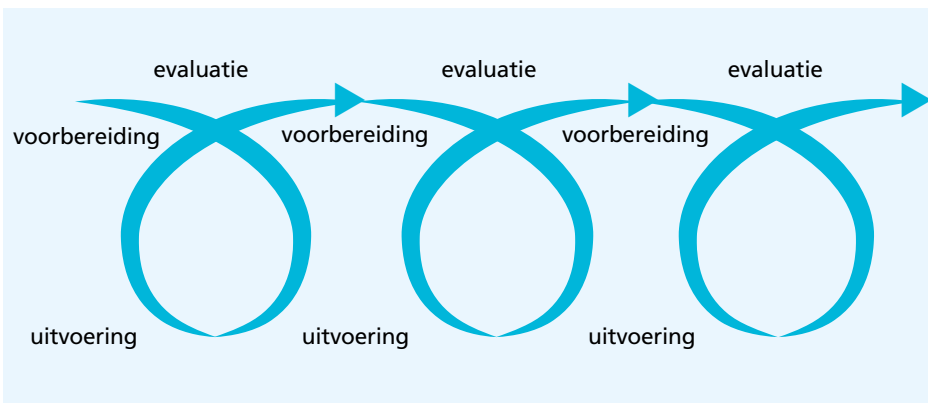 evaluatie evaluatie evaluatie
voorbereiding voorbereiding voorbereiding
uitvoering uitvoering uitvoering